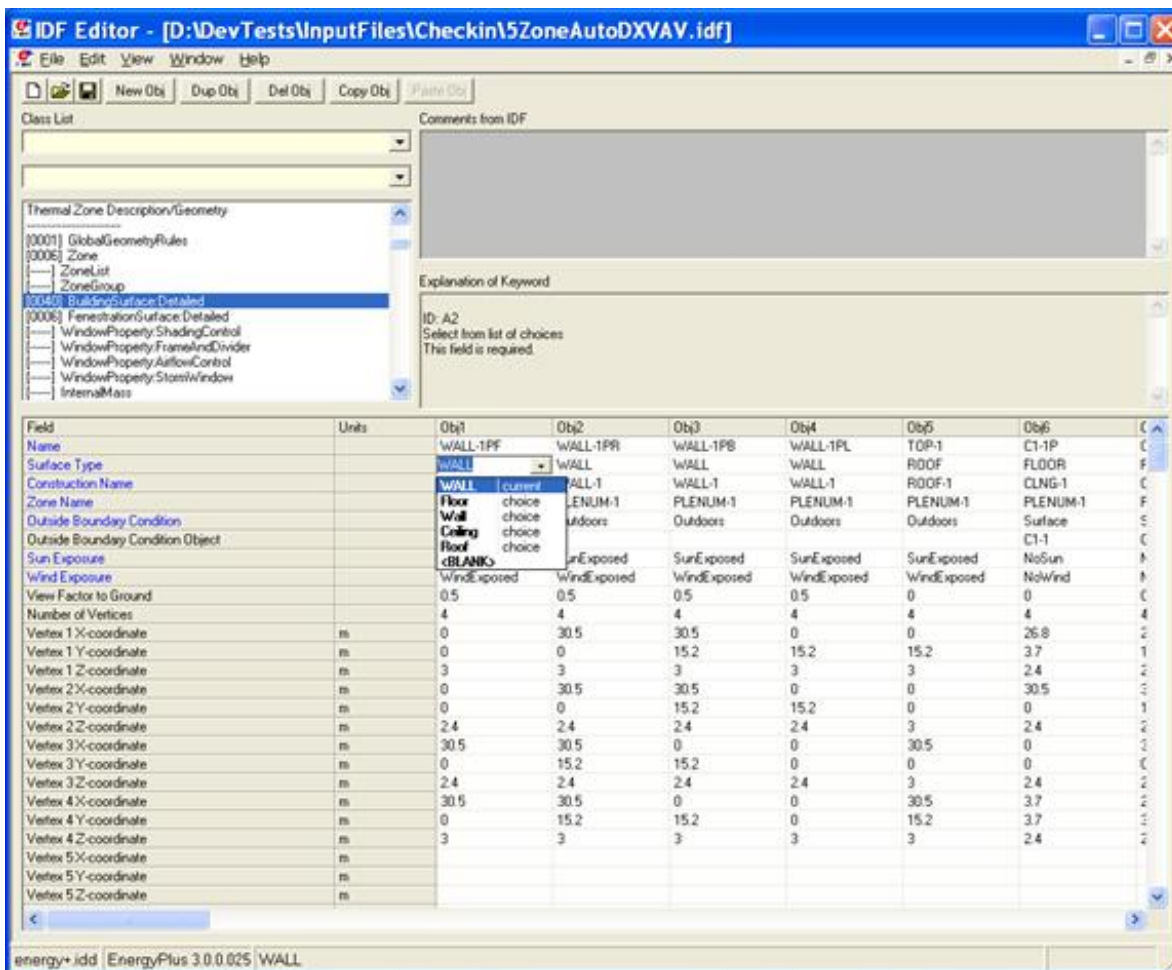 IDF Editor - [D:\DevTests\InputFiles\Checkin\5ZoneAutoDXVAV.idf]
File Edit View Window Help
New Obj Dup Obj Del Obj Copy Obj Paste Obj
Class List Comments from IDF
Thermal Zone Description/Geometry
------------------------
[0001] GlobalGeometryRules
[0006] Zone
[------] ZoneList
[------] ZoneGroup
[0040] BuildingSurface:Detailed
[0006] FenestrationSurface:Detailed
[------] WindowProperty:ShadingControl
[------] WindowProperty:FrameAndDivider
[------] WindowProperty:AirflowControl
[------] WindowProperty:StormWindow
[------] InternalMass
Explanation of Keyword
ID: A2
Select from list of choices
This field is required.
Field Units Obj1 Obj2 Obj3 Obj4 Obj5 Obj6
Name WALL-1PF WALL-1PR WALL-1PB WALL-1PL TOP-1 C1-1P
Surface Type WALL WALL WALL WALL ROOF FLOOR
Construction Name WALL current ALL-1 WALL-1 WALL-1 ROOF-1 CLNG-1
Zone Name Floor choice LENUM-1 PLENUM-1 PLENUM-1 PLENUM-1 PLENUM-1
Outside Boundary Condition Wall choice utdoors Outdoors Outdoors Outdoors Surface
Outside Boundary Condition Object Ceiling choice C1-1
Sun Exposure Roof choice unExposed SunExposed SunExposed SunExposed NoSun
<BLANK>
Wind Exposure WindExposed WindExposed WindExposed WindExposed WindExposed NoWind
View Factor to Ground 0.5 0.5 0.5 0.5 0 0
Number of Vertices 4 4 4 4 4 4
Vertex 1 X-coordinate m 0 30.5 30.5 0 0 26.8
Vertex 1 Y-coordinate m 0 0 15.2 15.2 15.2 3.7
Vertex 1 Z-coordinate m 3 3 3 3 3 2.4
Vertex 2 X-coordinate m 0 30.5 30.5 0 0 30.5
Vertex 2 Y-coordinate m 0 0 15.2 15.2 0 0
Vertex 2 Z-coordinate m 2.4 2.4 2.4 2.4 3 2.4
Vertex 3 X-coordinate m 30.5 30.5 0 0 30.5 0
Vertex 3 Y-coordinate m 0 15.2 15.2 0 0 0
Vertex 3 Z-coordinate m 2.4 2.4 2.4 2.4 3 2.4
Vertex 4 X-coordinate m 30.5 30.5 0 0 30.5 3.7
Vertex 4 Y-coordinate m 0 15.2 15.2 0 15.2 3.7
Vertex 4 Z-coordinate m 3 3 3 3 3 2.4
Vertex 5 X-coordinate m
Vertex 5 Y-coordinate m
Vertex 5 Z-coordinate m
energy+.idd EnergyPlus 3.0.0.025 WALL